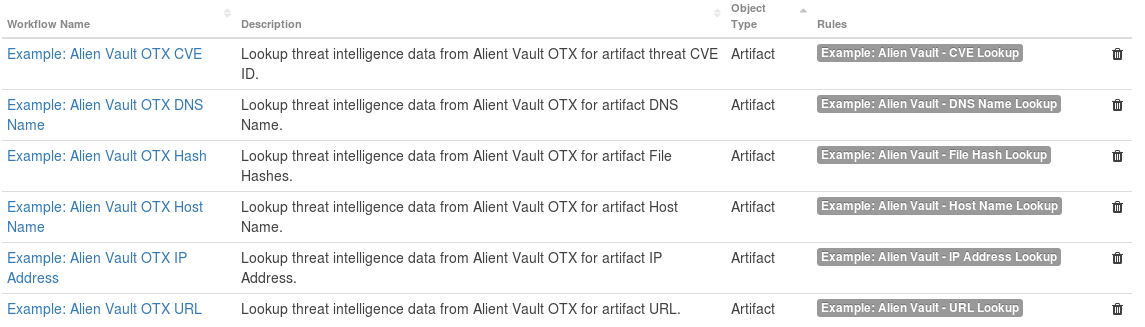 Workflow Name Description Object Type Rules
Example: Alien Vault OTX CVE Lookup threat intelligence data from Alient Vault OTX for artifact threat CVE ID. Artifact Example: Alien Vault - CVE Lookup
Example: Alien Vault OTX DNS Name Lookup threat intelligence data from Alient Vault OTX for artifact DNS Name. Artifact Example: Alien Vault - DNS Name Lookup
Example: Alien Vault OTX Hash Lookup threat intelligence data from Alient Vault OTX for artifact File Hashes. Artifact Example: Alien Vault - File Hash Lookup
Example: Alien Vault OTX Host Name Lookup threat intelligence data from Alient Vault OTX for artifact Host Name. Artifact Example: Alien Vault - Host Name Lookup
Example: Alien Vault OTX IP Address Lookup threat intelligence data from Alient Vault OTX for artifact IP Address. Artifact Example: Alien Vault - IP Address Lookup
Example: Alien Vault OTX URL Lookup threat intelligence data from Alient Vault OTX for artifact URL. Artifact Example: Alien Vault - URL Lookup